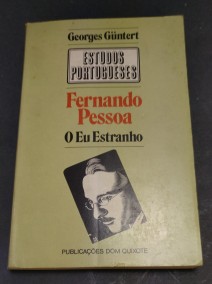 Georges Güntert
ESTUDOS
PORTUGUESES
Fernando
Pessoa
O Eu Estranho
PUBLICAÇÕES DOM QUIXOTE